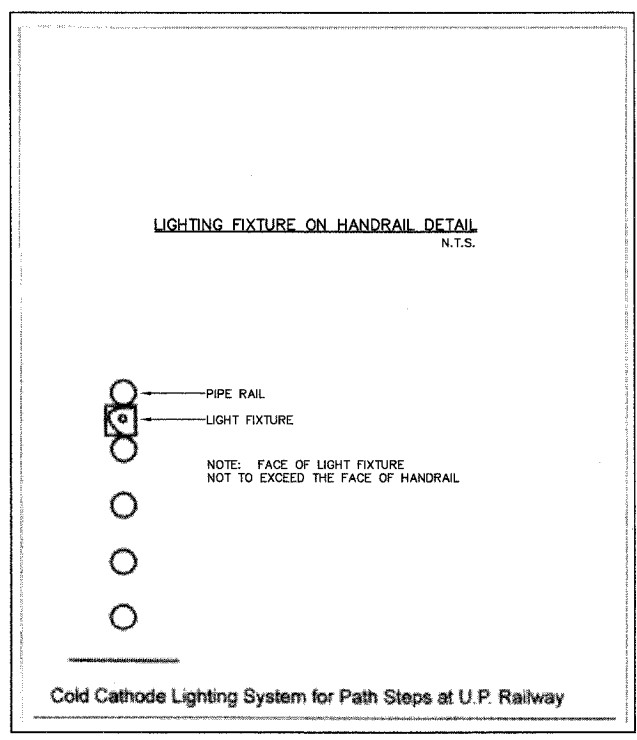 LIGHTING FIXTURE ON HANDRAIL DETAIL
N.T.S.
PIPE RAIL
LIGHT FIXTURE
NOTE: FACE OF LIGHT FIXTURE
NOT TO EXCEED THE FACE OF HANDRAIL
Cold Cathode Lighting System for Path Steps at U.P. Railway